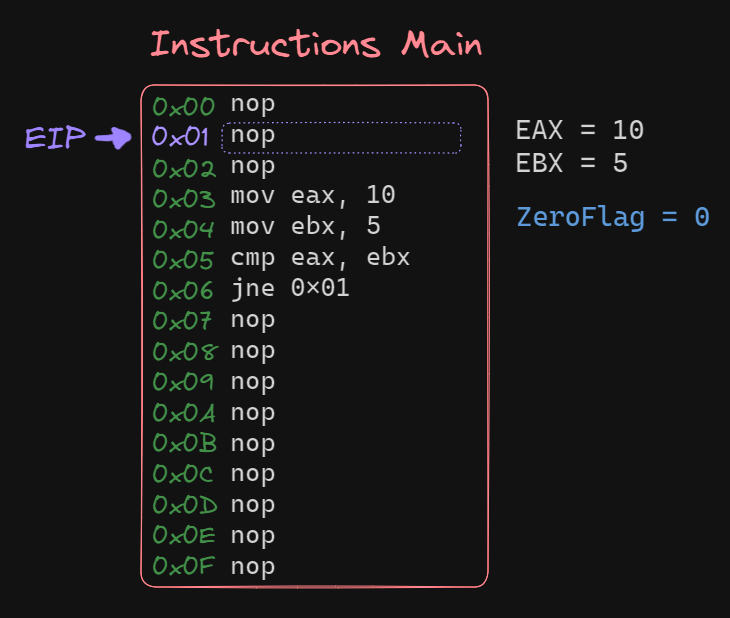 Instructions Main
0x00 nop
EIP → 0x01 nop
0x02 nop
0x03 mov eax, 10
0x04 mov ebx, 5
0x05 cmp eax, ebx
0x06 jne 0×01
0x07 nop
0x08 nop
0x09 nop
0x0A nop
0x0B nop
0x0C nop
0x0D nop
0x0E nop
0x0F nop
EAX = 10
EBX = 5
ZeroFlag = 0